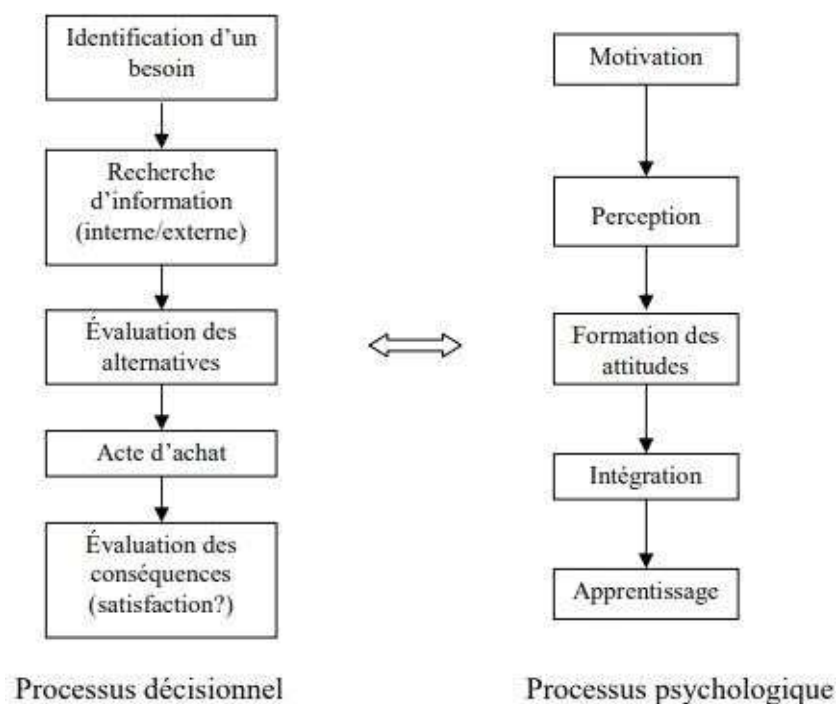 Identification d’un
besoin
Recherche
d’information
(interne/externe)
Évaluation des
alternatives
Acte d’achat
Évaluation des
conséquences
(satisfaction?)
Processus décisionnel
Motivation
Perception
Formation des
attitudes
Intégration
Apprentissage
Processus psychologique